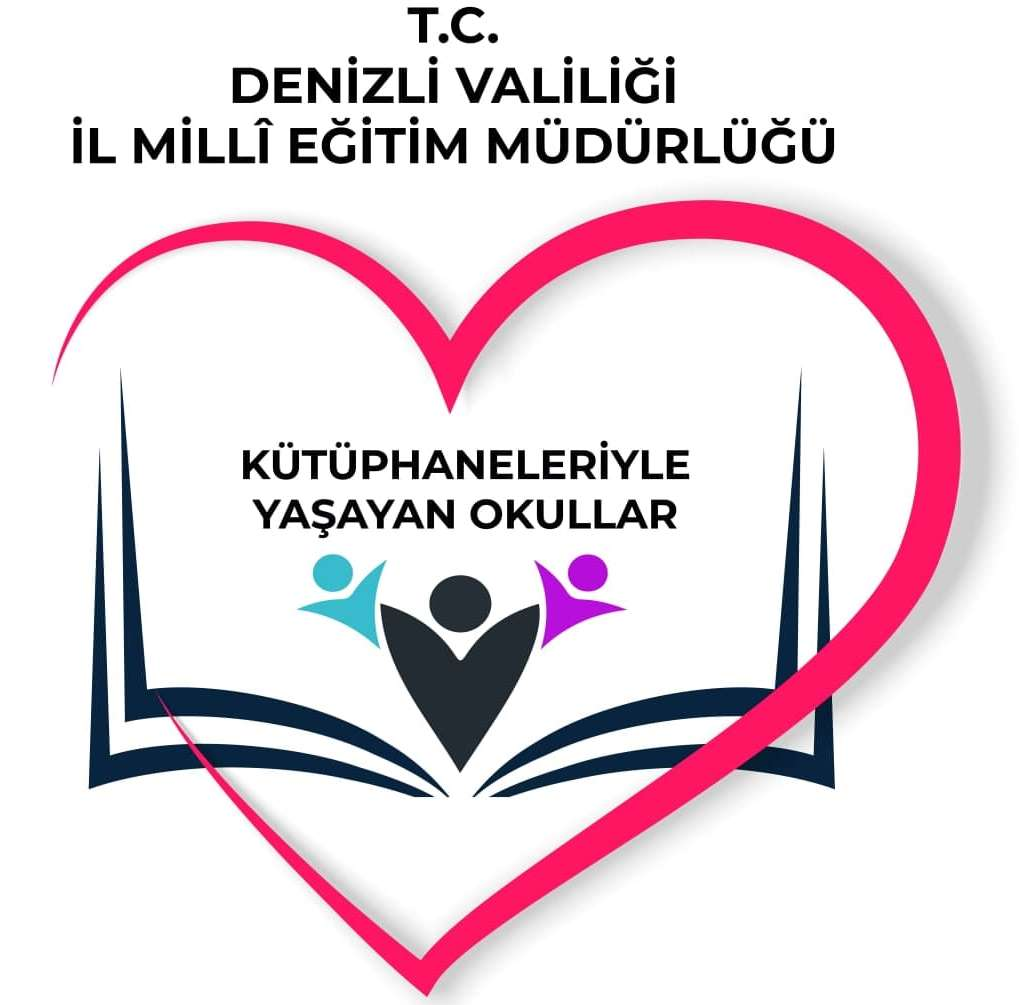 T.C.
DENİZLİ VALİLİĞİ
İL MİLLÎ EĞİTİM MÜDÜRLÜĞÜ
KÜTÜPHANELERİYLE
YAŞAYAN OKULLAR